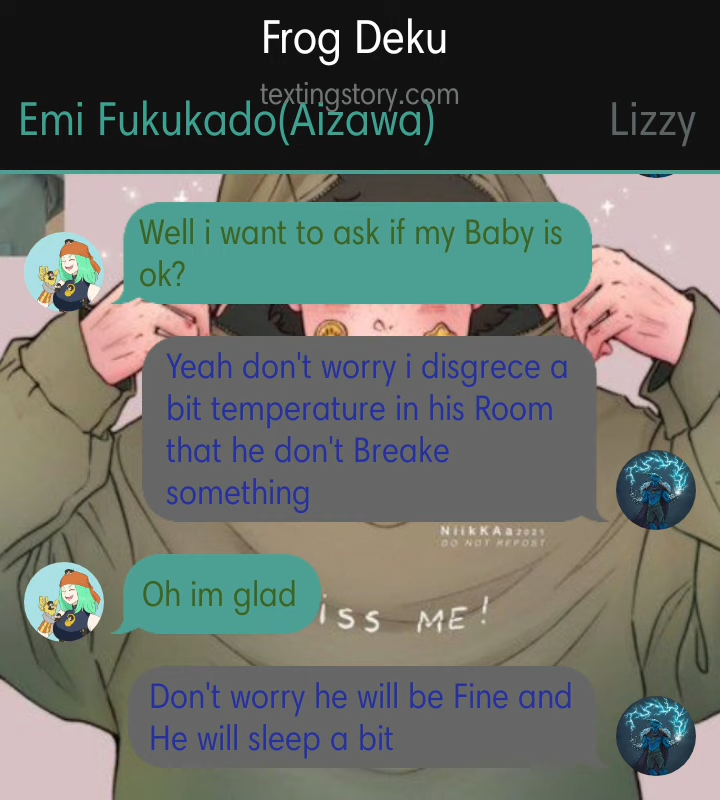 Frog Deku
textingstory.com
Emi Fukukado(Aizawa)
Lizzy
Well i want to ask if my Baby is
ok?
Yeah don't worry i disgrece a
bit temperature in his Room
that he don't Breake
something
NiiKKAa2021
DO NOT REPOST
Oh im glad
iss ME!
Don't worry he will be Fine and
He will sleep a bit